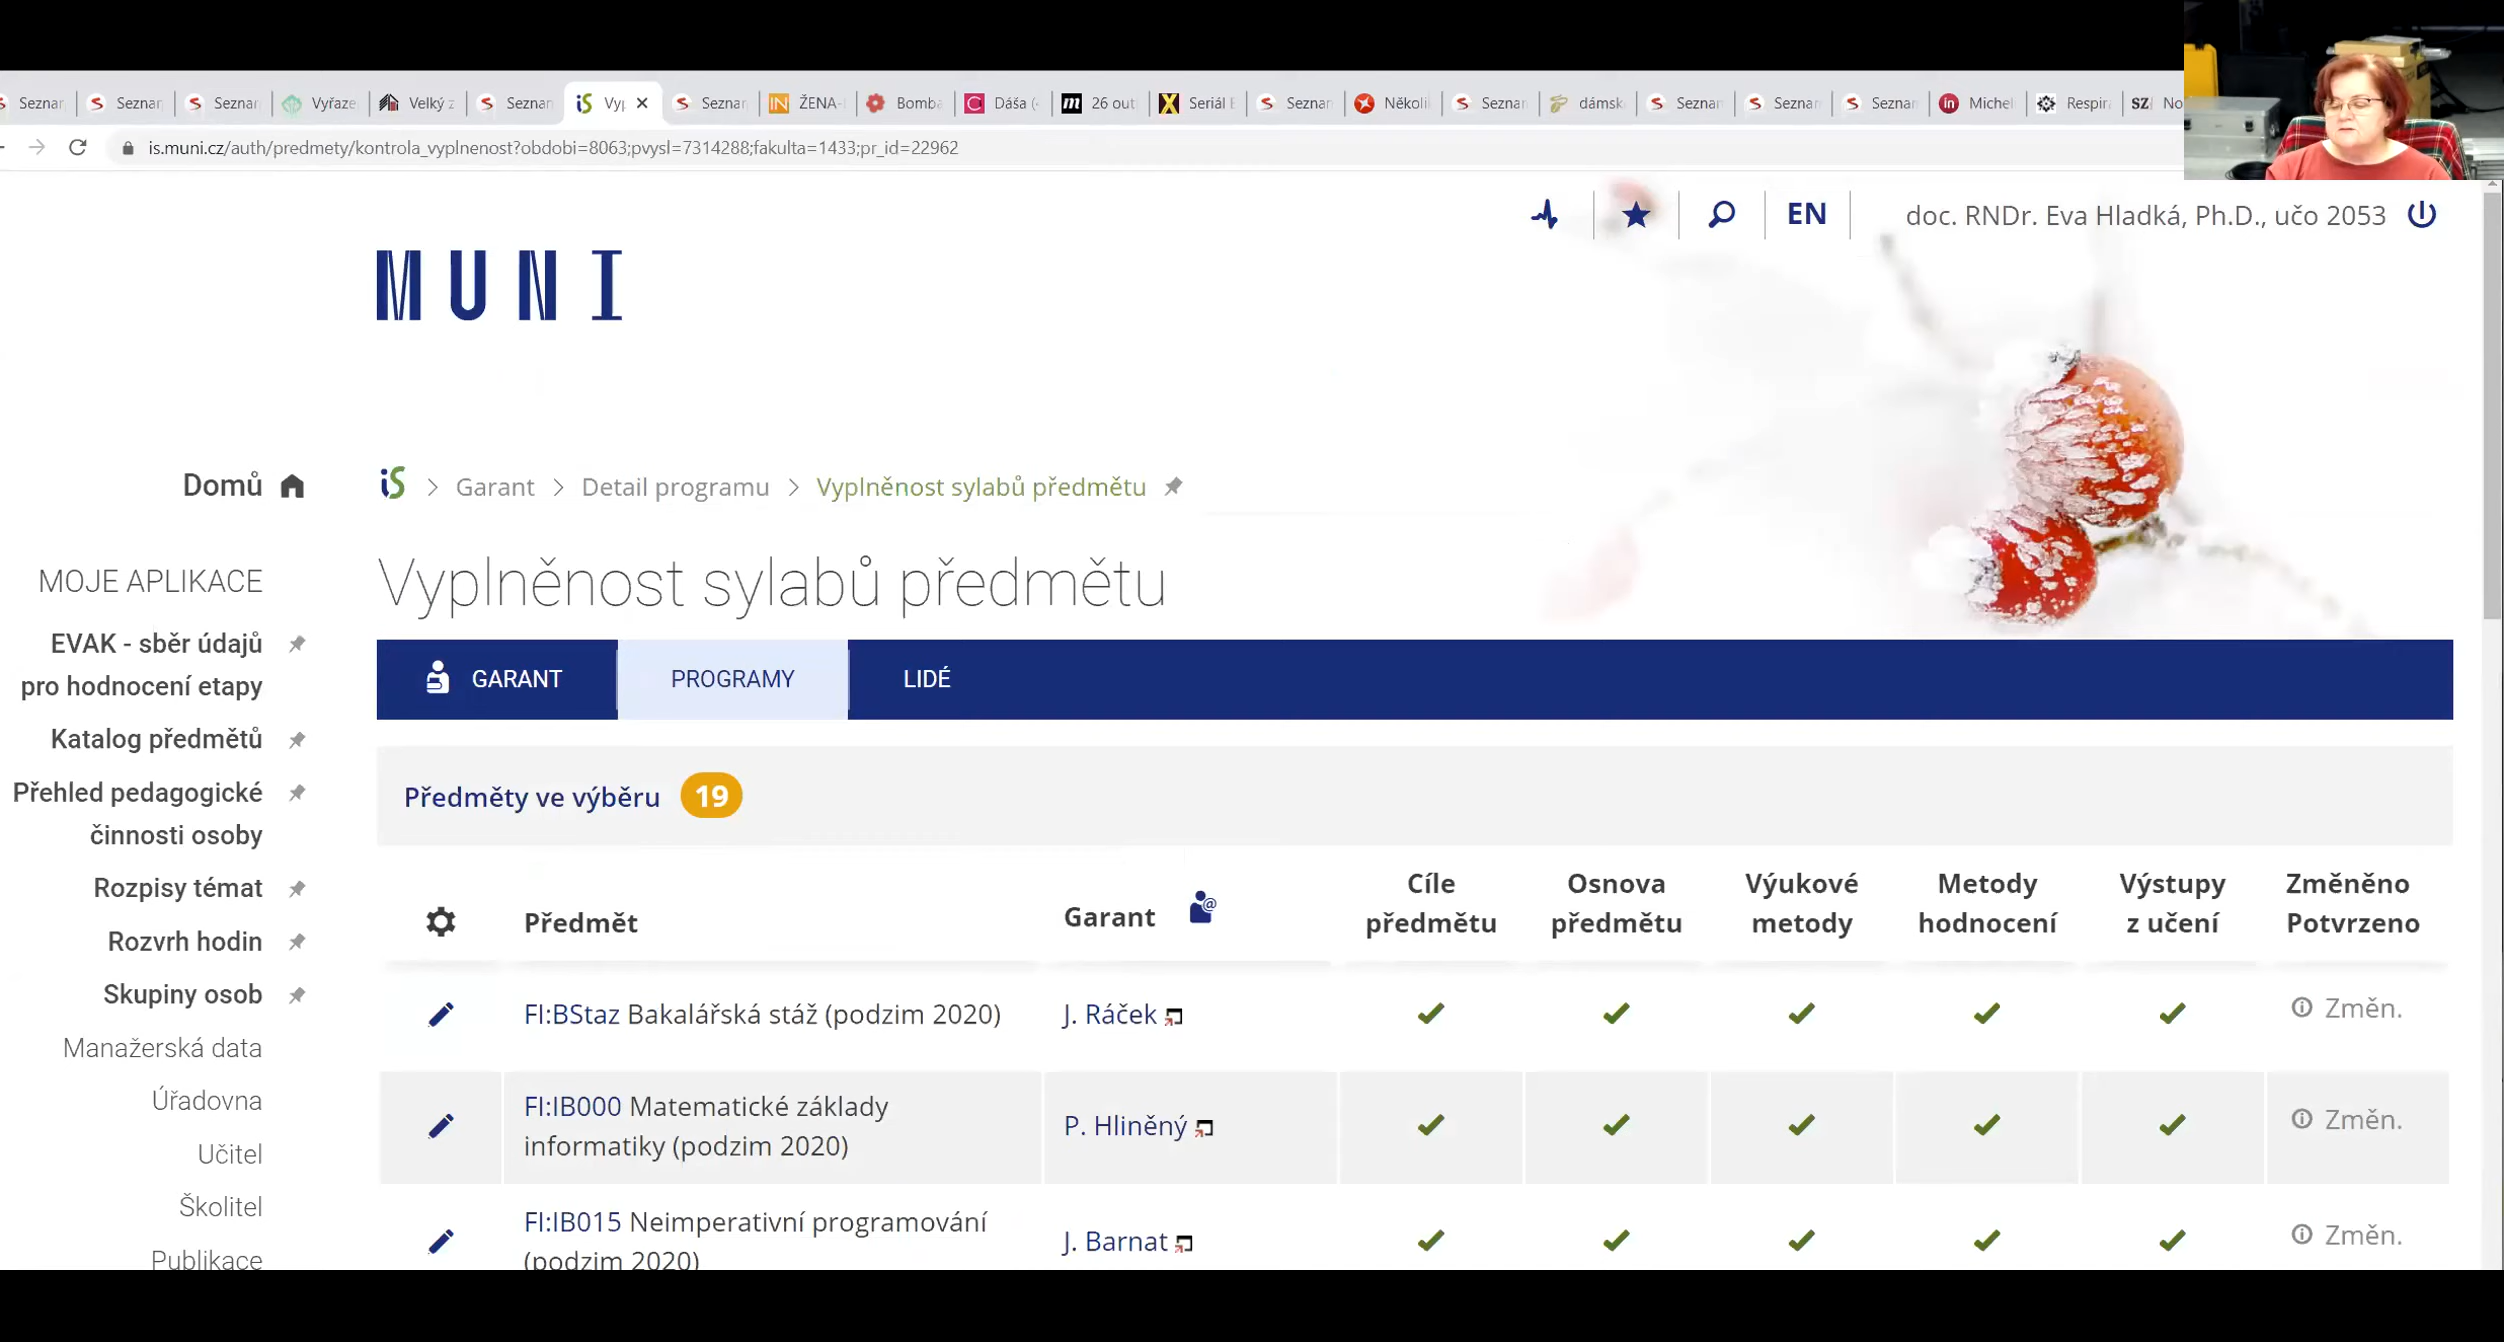 Seznam
Seznam
Seznam
Vyřaze
Velký z
Seznam
Vy
Seznam
ŽENA-
Bomba
Dáša (
26 out
Seriál
Seznam
Několi
Seznam
dámsk
Seznam
Seznam
Seznam
Michel
Respir
SZ No
is.muni.cz/auth/predmety/kontrola_vyplnenost?obdobi=8063;pvysl=7314288;fakulta=1433;pr_id=22962
EN
doc. RNDr. Eva Hladká, Ph.D., učo 2053
MUNI
Domů
is > Garant > Detail programu > Vyplněnost sylabů předmětu
MOJE APLIKACE
EVAK - sběr údajů
pro hodnocení etapy
Katalog předmětů
Přehled pedagogické
činnosti osoby
Rozpisy témat
Rozvrh hodin
Skupiny osob
Manažerská data
Úřadovna
Učitel
Školitel
Publikace
Vyplněnost sylabů předmětu
GARANT
PROGRAMY
LIDÉ
Předměty ve výběru 19
Předmět
Garant
Cíle
předmětu
Osnova
předmětu
Výukové
metody
Metody
hodnocení
Výstupy
z učení
Změněno
Potvrzeno
FI:BStaz Bakalářská stáž (podzim 2020)
J. Ráček
Změn.
FI:IB000 Matematické základy
informatiky (podzim 2020)
P. Hliněný
Změn.
FI:IB015 Neimperativní programování
(podzim 2020)
J. Barnat
Změn.